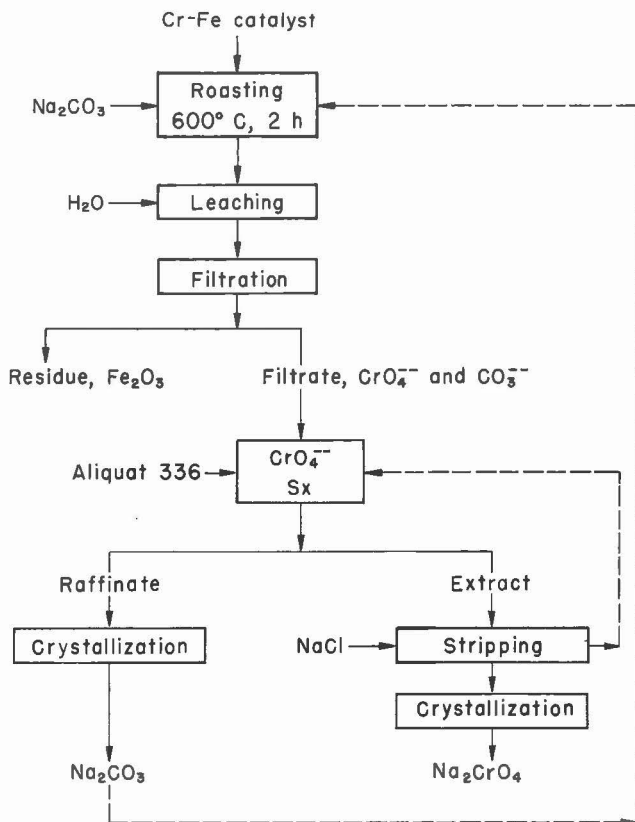 Cr-Fe catalyst
Na₂CO₃
Roasting
600° C, 2 h
H₂O
Leaching
Filtration
Residue, Fe₂O₃
Filtrate, CrO₄⁻⁻ and CO₃⁻⁻
Aliquat 336
CrO₄⁻⁻
Sx
Raffinate
Extract
Crystallization
NaCl
Stripping
Crystallization
Na₂CO₃
Na₂CrO₄